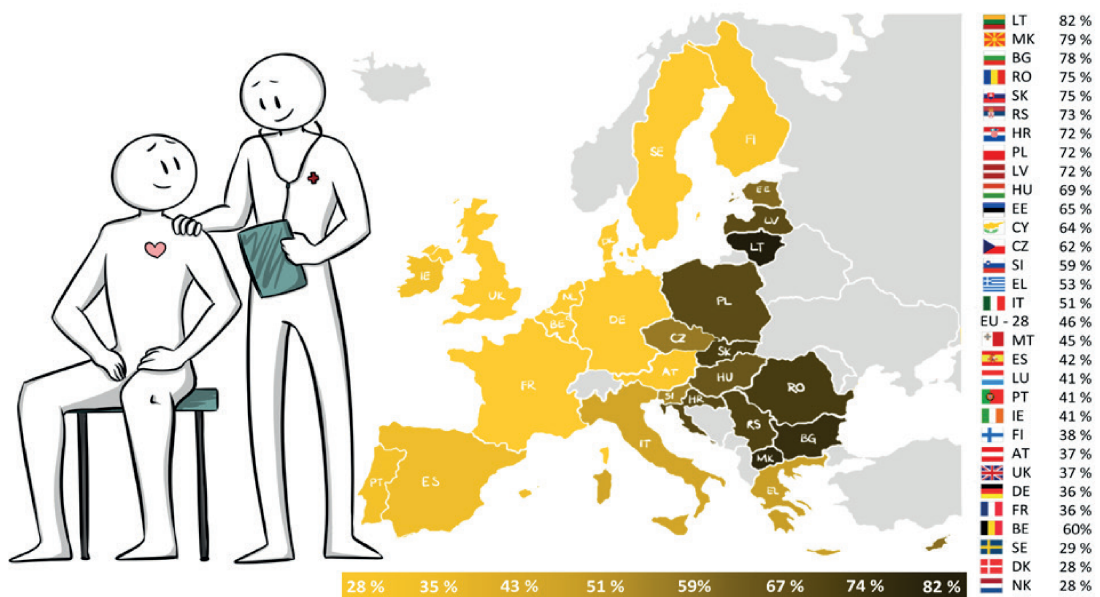 LT 82 %
MK 79 %
BG 78 %
RO 75 %
SK 75 %
RS 73 %
HR 72 %
PL 72 %
LV 72 %
HU 69 %
EE 65 %
CY 64 %
CZ 62 %
SI 59 %
EL 53 %
IT 51 %
EU - 28 46 %
MT 45 %
ES 42 %
LU 41 %
PT 41 %
IE 41 %
FI 38 %
AT 37 %
UK 37 %
DE 36 %
FR 36 %
BE 60%
SE 29 %
DK 28 %
NK 28 %
SE
FI
EE
LV
LT
DK
IE
UK
NL
BE
DE
PL
CZ
SK
FR
AT
HU
SI
HR
RO
RS
BG
IT
MK
PT
ES
EL
28 % 35 % 43 % 51 % 59% 67 % 74 % 82 %